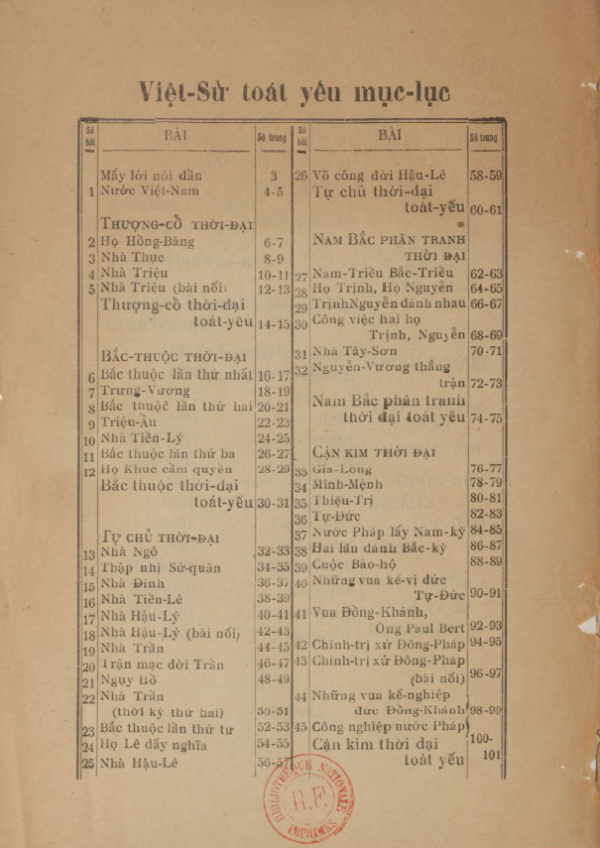 Việt-Sử toát yếu mục-lục
Số bài BÀI Số trang
Mấy lời nói đầu 3
1 Nước Việt-Nam 4-5
THƯỢNG-CỔ THỜI-ĐẠI
2 Họ Hồng-Bàng 6-7
3 Nhà Thục 8-9
4 Nhà Triệu 10-11
5 Nhà Triệu (bài nối) 12-13
Thượng-cổ thời-đại
toát-yếu 14-15
BẮC-THUỘC THỜI-ĐẠI
6 Bắc thuộc lần thứ nhất 16-17
7 Trưng-Vương 18-19
8 Bắc thuộc lần thứ hai 20-21
9 Triệu-Ẩu 22-23
10 Nhà Tiền-Lý 24-25
11 Bắc thuộc lần thứ ba 26-27
12 Họ Khúc cầm quyền 28-29
Bắc thuộc thời-đại
toát-yếu 30-31
TỰ CHỦ THỜI-ĐẠI
13 Nhà Ngô 32-33
14 Thập nhị Sứ-quân 34-35
15 Nhà Đinh 36-37
16 Nhà Tiền-Lê 38-39
17 Nhà Hậu-Lý 40-41
18 Nhà Hậu-Lý (bài nối) 42-43
19 Nhà Trần 44-45
20 Trận mạc đời Trần 46-47
21 Ngụy Hồ 48-49
22 Nhà Trần
(thời kỳ thứ hai) 50-51
23 Bắc thuộc lần thứ tư 52-53
24 Họ Lê dấy nghĩa 54-55
25 Nhà Hậu-Lê 56-57
Số bài BÀI Số trang
26 Võ công đời Hậu-Lê 58-59
Tự chủ thời-đại
toát-yếu 60-61
NAM BẮC PHÂN TRANH
THỜI ĐẠI
27 Nam-Triều Bắc-Triều 62-63
28 Họ Trịnh, Họ Nguyễn 64-65
29 Trịnh Nguyễn đánh nhau 66-67
30 Công việc hai họ
Trịnh, Nguyễn 68-69
31 Nhà Tây-Sơn 70-71
32 Nguyễn-Vương thắng
trận 72-73
Nam Bắc phân tranh
thời đại toát yếu 74-75
CẬN KIM THỜI ĐẠI
33 Gia-Long 76-77
34 Minh-Mệnh 78-79
35 Thiệu-Trị 80-81
36 Tự-Đức 82-83
37 Nước Pháp lấy Nam-kỳ 84-85
38 Hai lần đánh Bắc-kỳ 86-87
39 Cuộc Bảo-hộ 88-89
40 Những vua kế-vị đức
Tự-Đức 90-91
41 Vua Đồng-Khánh,
Ông Paul Bert 92-93
42 Chính-trị xứ Đông-Pháp 94-95
43 Chính-trị xứ Đông-Pháp
(bài nối) 96-97
44 Những vua kế-nghiệp
đức Đồng-Khánh 98-99
45 Công nghiệp nước Pháp
Cận kim thời đại 100-
toát yếu 101
BIBLIOTHEQUE NATIONALE
R.F.
IMPRIMES